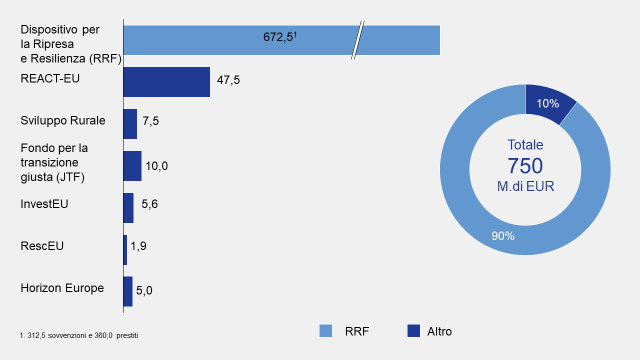 Dispositivo per
la Ripresa
e Resilienza (RRF)
672,5¹
REACT-EU
47,5
Sviluppo Rurale
7,5
Fondo per la
transizione
giusta (JTF)
10,0
InvestEU
5,6
RescEU
1,9
Horizon Europe
5,0
10%
Totale
750
M.di EUR
90%
RRF
Altro
1. 312,5 sovvenzioni e 360,0 prestiti